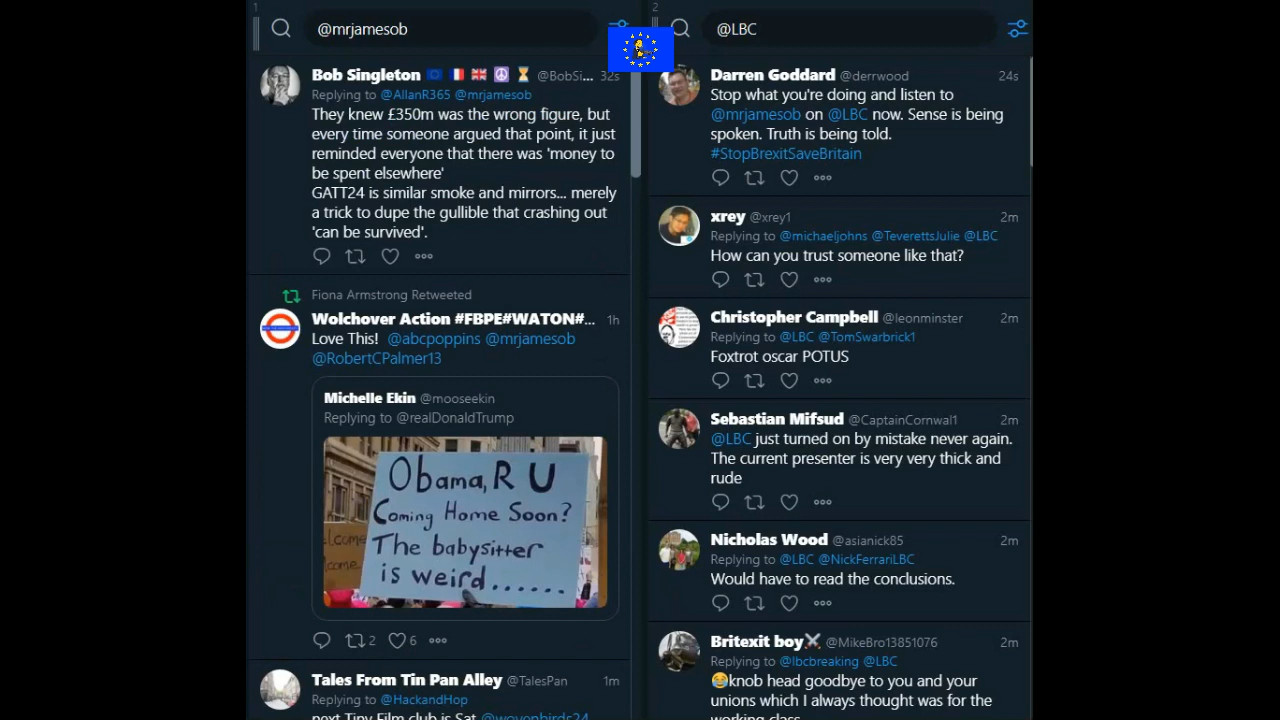 1
@mrjamesob
Bob Singleton @BobSi... 32s
Replying to @AllanR365 @mrjamesob
They knew £350m was the wrong figure, but
every time someone argued that point, it just
reminded everyone that there was 'money to
be spent elsewhere'
GATT24 is similar smoke and mirrors... merely
a trick to dupe the gullible that crashing out
'can be survived'.
Fiona Armstrong Retweeted
Wolchover Action #FBPE#WATON#... 1h
Love This! @abcpoppins @mrjamesob
@RobertCPalmer13
Michelle Ekin @mooseekin
Replying to @realDonaldTrump
Obama, R U
Coming Home Soon?
The babysitter
is weird......
2 6
Tales From Tin Pan Alley @TalesPan 1m
Replying to @HackandHop
next Tiny Film club is Sat @wovenbirds24
2
@LBC
Darren Goddard @derrwood 24s
Stop what you're doing and listen to
@mrjamesob on @LBC now. Sense is being
spoken. Truth is being told.
#StopBrexitSaveBritain
xrey @xrey1 2m
Replying to @michaeljohns @TeverettsJulie @LBC
How can you trust someone like that?
Christopher Campbell @leonminster 2m
Replying to @LBC @TomSwarbrick1
Foxtrot oscar POTUS
Sebastian Mifsud @CaptainCornwal1 2m
@LBC just turned on by mistake never again.
The current presenter is very very thick and
rude
Nicholas Wood @asianick85 2m
Replying to @LBC @NickFerrariLBC
Would have to read the conclusions.
Britexit boy @MikeBro13851076 2m
Replying to @lbcbreaking @LBC
knob head goodbye to you and your
unions which I always thought was for the
working class